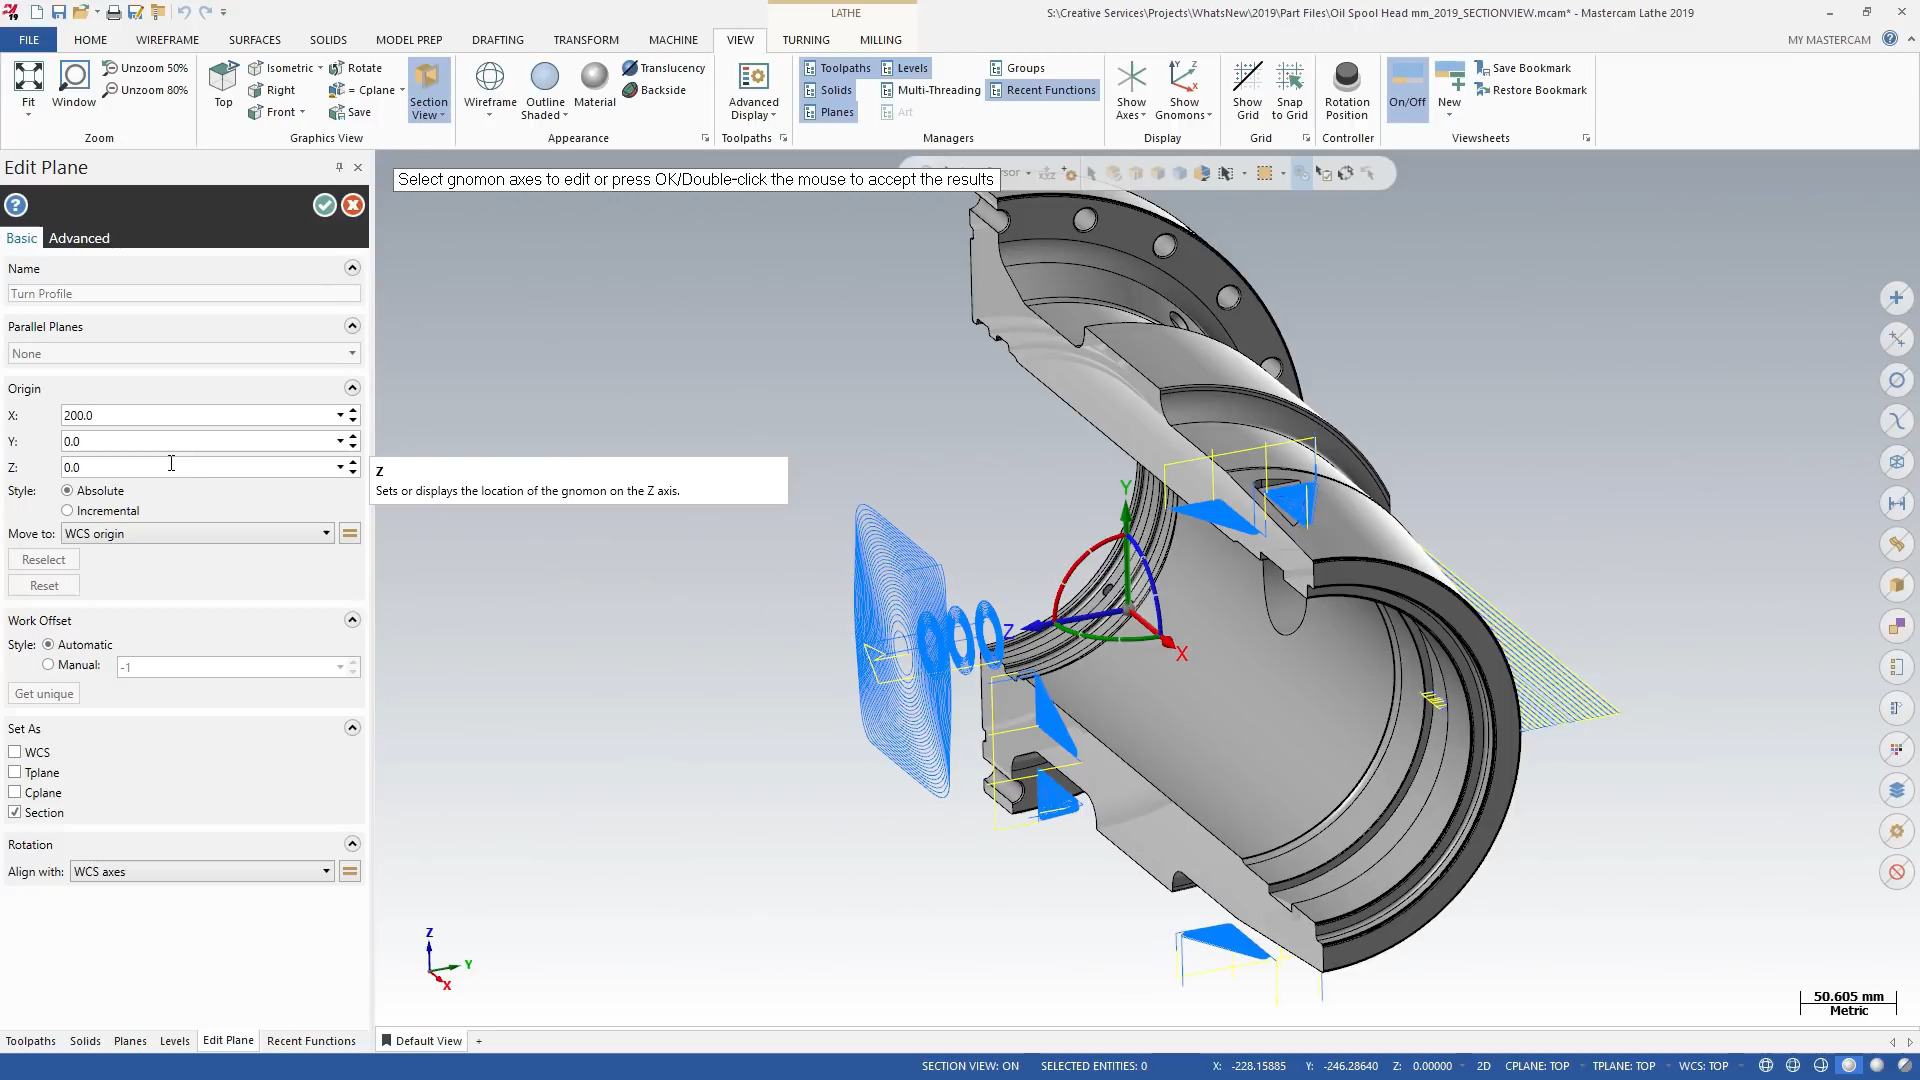 LATHE
S:\Creative Services\Projects\WhatsNew\2019\Part Files\Oil Spool Head mm_2019_SECTIONVIEW.mcam* - Mastercam Lathe 2019
FILE HOME WIREFRAME SURFACES SOLIDS MODEL PREP DRAFTING TRANSFORM MACHINE VIEW TURNING MILLING MY MASTERCAM
Fit
Window
Unzoom 50%
Unzoom 80%
Zoom
Top
Isometric
Right
Front
Rotate
= Cplane
Save
Section View
Graphics View
Wireframe
Outline Shaded
Material
Translucency
Backside
Appearance
Advanced Display
Toolpaths
Toolpaths
Solids
Planes
Levels
Multi-Threading
Art
Groups
Recent Functions
Managers
Show Axes
Show Gnomons
Display
Show Grid
Snap to Grid
Grid
Rotation Position
Controller
On/Off
New
Save Bookmark
Restore Bookmark
Viewsheets
Edit Plane
Select gnomon axes to edit or press OK/Double-click the mouse to accept the results
Basic Advanced
Name
Turn Profile
Parallel Planes
None
Origin
X: 200.0
Y: 0.0
Z: 0.0
Z
Sets or displays the location of the gnomon on the Z axis.
Style: Absolute
Incremental
Move to: WCS origin
Reselect
Reset
Work Offset
Style: Automatic
Manual: -1
Get unique
Set As
WCS
Tplane
Cplane
Section
Rotation
Align with: WCS axes
Y
Z
X
Z
Y
X
50.605 mm
Metric
Toolpaths Solids Planes Levels Edit Plane Recent Functions
Default View +
SECTION VIEW: ON SELECTED ENTITIES: 0 X: -228.15885 Y: -246.28640 Z: 0.00000 2D CPLANE: TOP TPLANE: TOP WCS: TOP